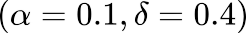 (α = 0.1, δ = 0.4)